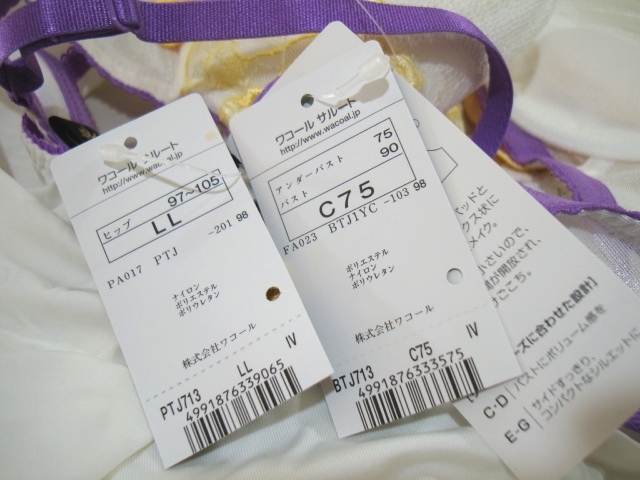 ワコール サルート
http://www.wacoal.jp
ヒップ 97~105
LL
PA017 PTJ -201 98
ナイロン
ポリエステル
ポリウレタン
株式会社ワコール
PTJ713 LL IV
4991876339065
ワコール サルート
http://www.wacoal.jp
アンダーバスト 75
バスト 90
C75
FA023 BTJ1YC -103 98
ポリエステル
ナイロン
ポリウレタン
株式会社ワコール
BTJ713 C75 IV
4991876333575
パッドと
クス状に
メイク。
小さいので、
が開放され、
けごこち。
ーズに合わせた設計】
C・D バストにボリューム感を
E・G サイドすっきり、
コンパクトなシルエットに